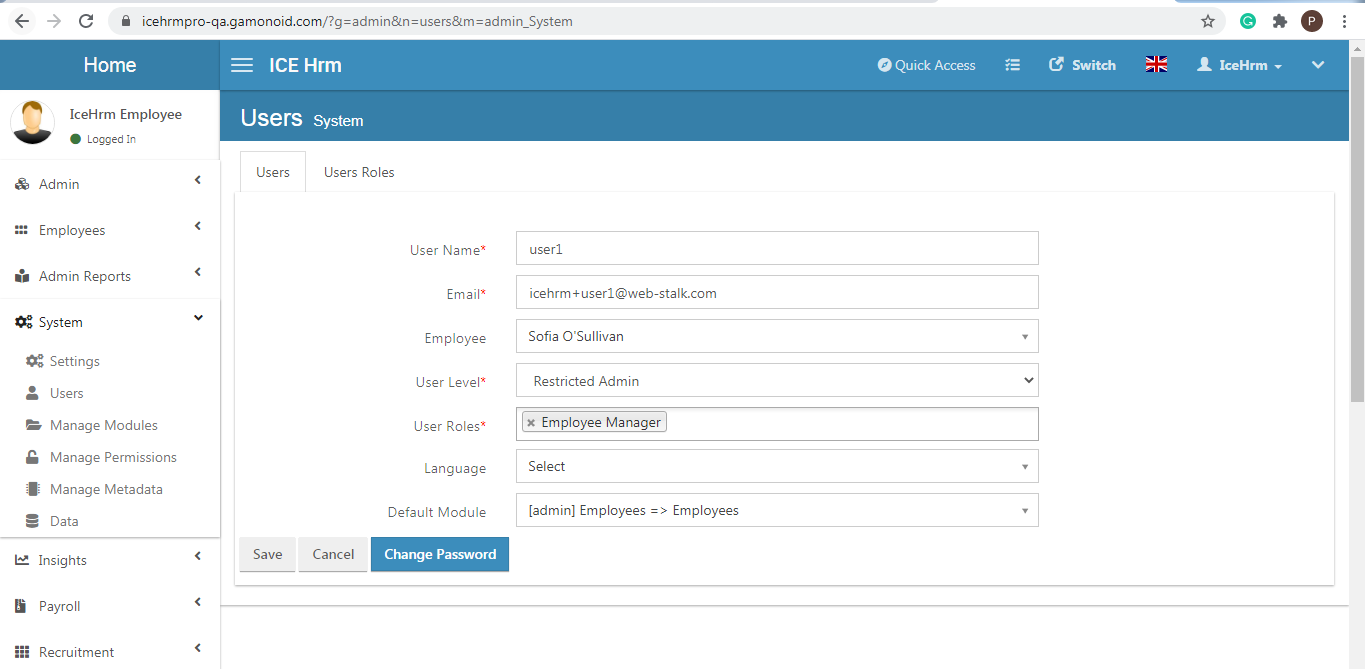 icehrmpro-qa.gamonoid.com/?g=admin&n=users&m=admin_System
P
Home
ICE Hrm
Quick Access
Switch
IceHrm
IceHrm Employee
Logged In
Users System
Admin
Employees
Admin Reports
System
Settings
Users
Manage Modules
Manage Permissions
Manage Metadata
Data
Insights
Payroll
Recruitment
Users
Users Roles
User Name* user1
Email* icehrm+user1@web-stalk.com
Employee Sofia O'Sullivan
User Level* Restricted Admin
User Roles* × Employee Manager
Language Select
Default Module [admin] Employees => Employees
Save Cancel Change Password